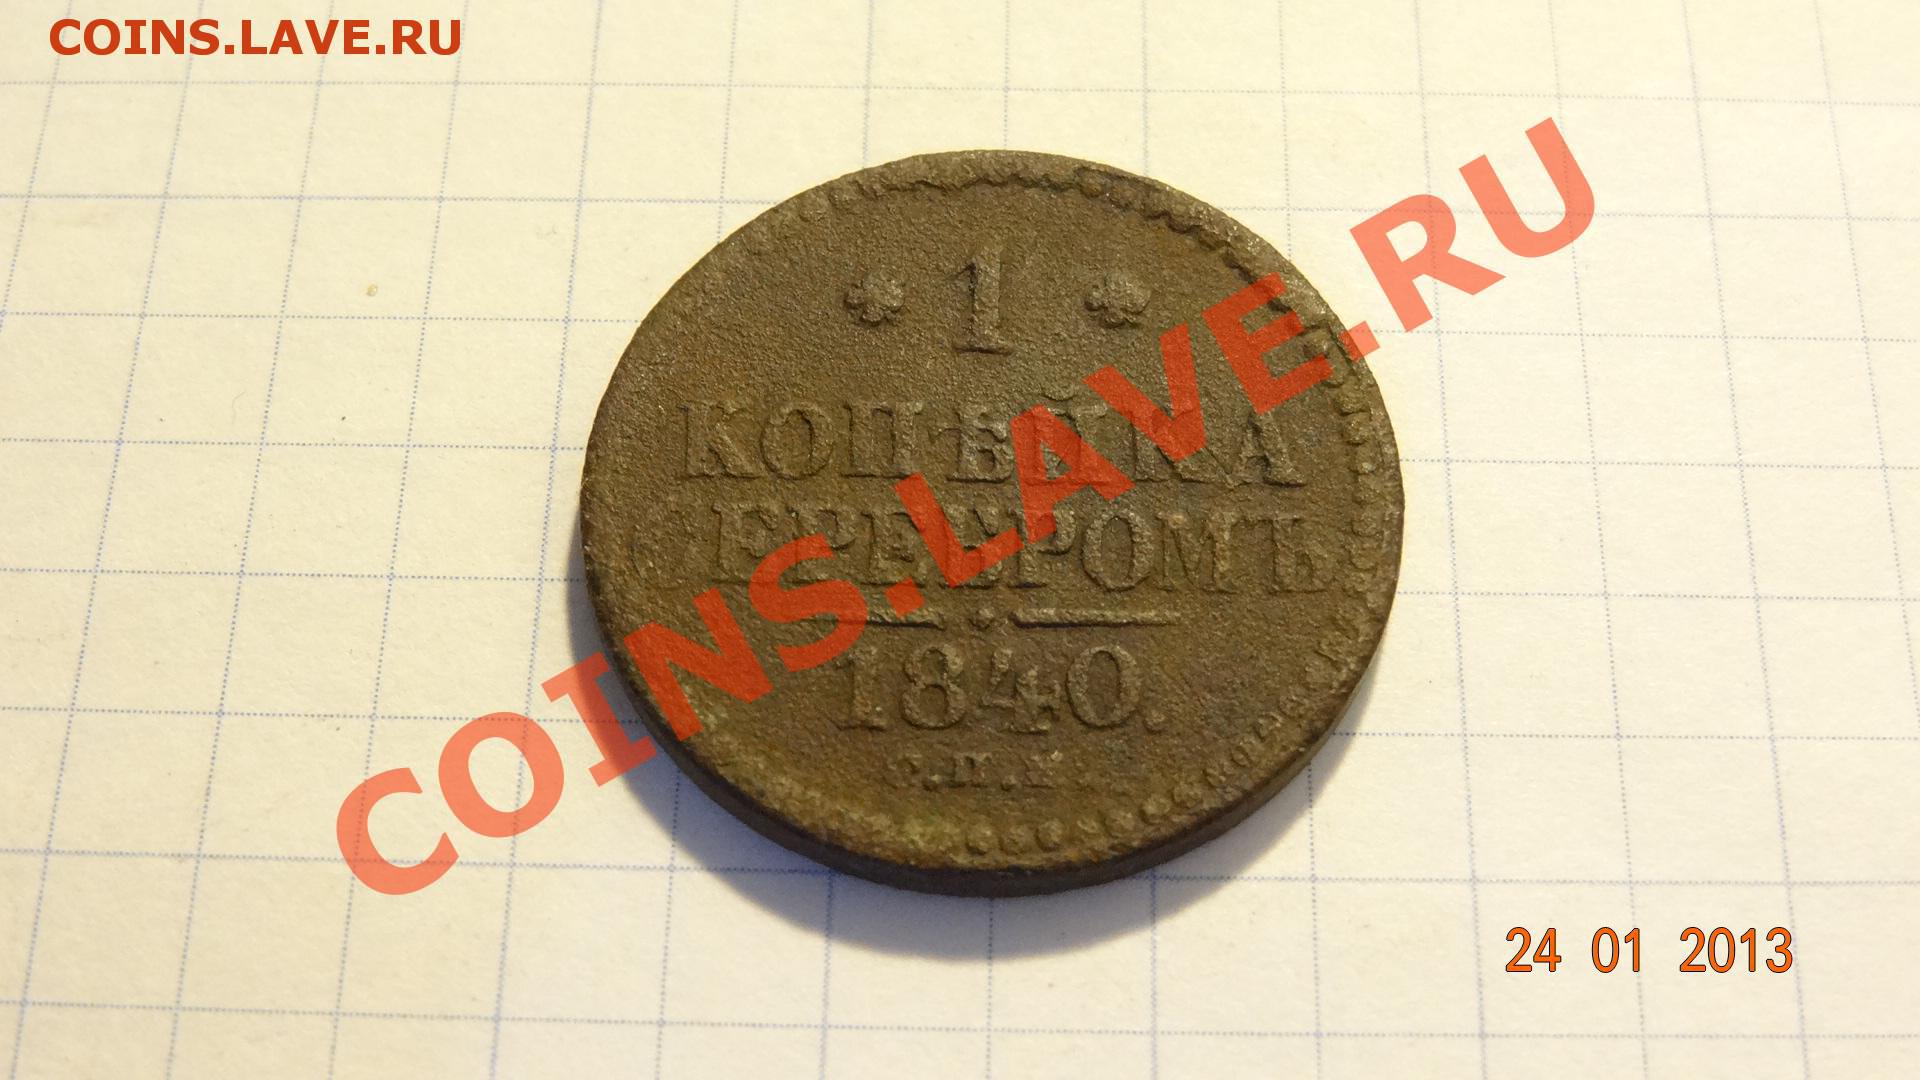 COINS.LAVE.RU
1
КОПѢЙКА
СЕРЕБРОМЪ
1840.
С.П.
COINS.LAVE.RU
24 01 2013